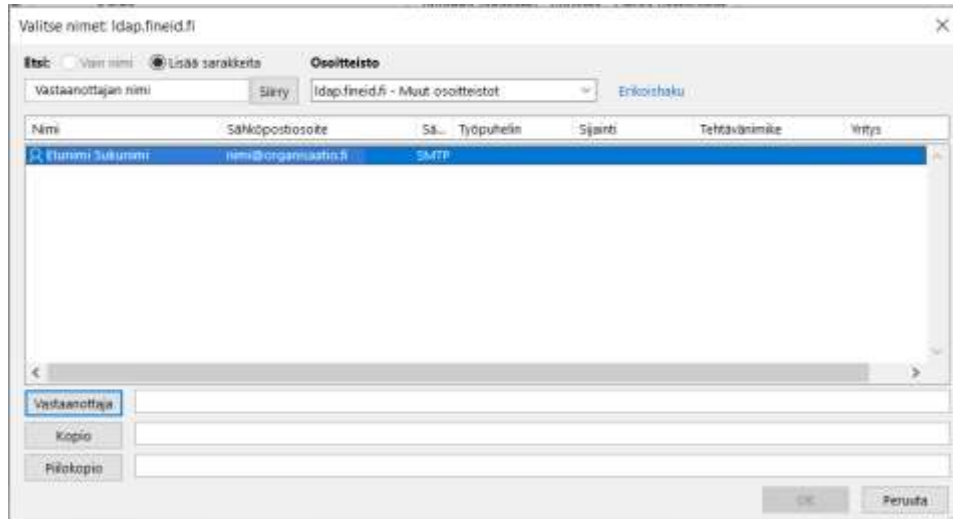 Valitse nimet: ldap.fineid.fi
Etsi: Vain nimi Lisää sarakkeita Osoitteisto
Vastaanottajan nimi Siirry ldap.fineid.fi - Muut osoitteistot Erikoishaku
Nimi Sähköpostiosoite Sä... Työpuhelin Sijainti Tehtävänimike Yritys
Etunimi Sukunimi nimi@organisaatio.fi SMTP
Vastaanottaja
Kopio
Piilokopio
OK Peruuta